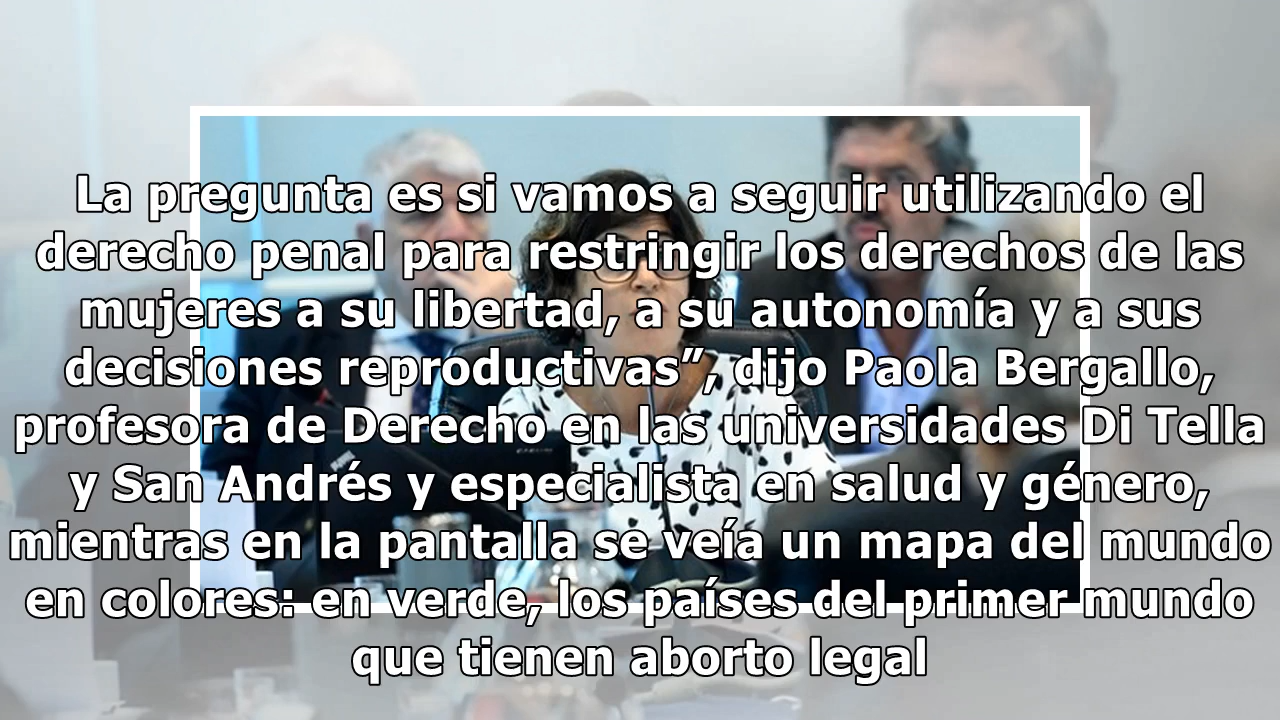 La pregunta es si vamos a seguir utilizando el
derecho penal para restringir los derechos de las
mujeres a su libertad, a su autonomía y a sus
decisiones reproductivas”, dijo Paola Bergallo,
profesora de Derecho en las universidades Di Tella
y San Andrés y especialista en salud y género,
mientras en la pantalla se veía un mapa del mundo
en colores: en verde, los países del primer mundo
que tienen aborto legal